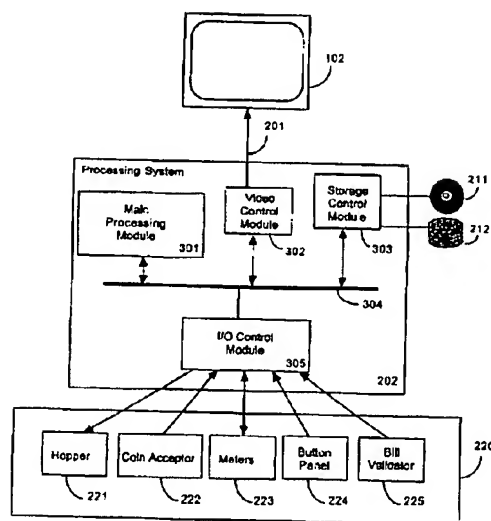 102
201
Processing System
Main
Processing
Module
301
Video
Control
Module
302
Storage
Control
Module
303
211
212
304
I/O Control
Module
305
202
Hopper
Coin Acceptor
Meters
Button
Panel
Bill
Validator
220
221
222
223
224
225